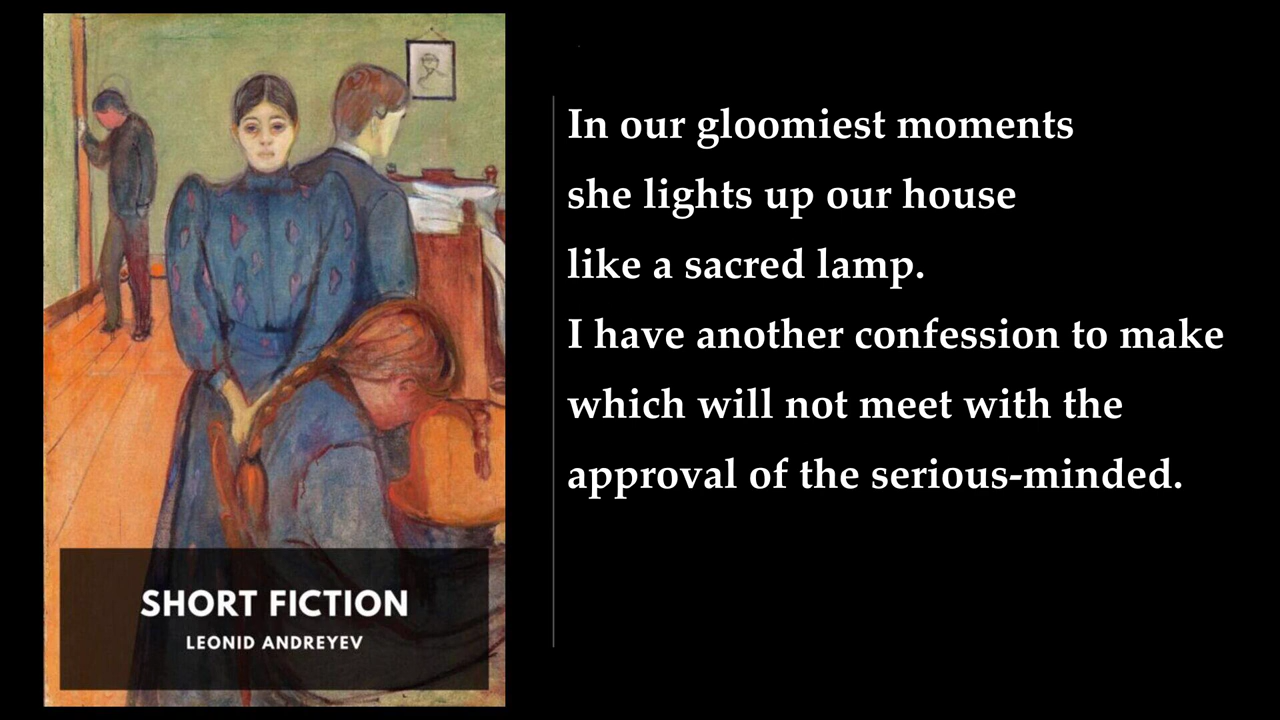 In our gloomiest moments
she lights up our house
like a sacred lamp.
I have another confession to make
which will not meet with the
approval of the serious-minded.
SHORT FICTION
LEONID ANDREYEV